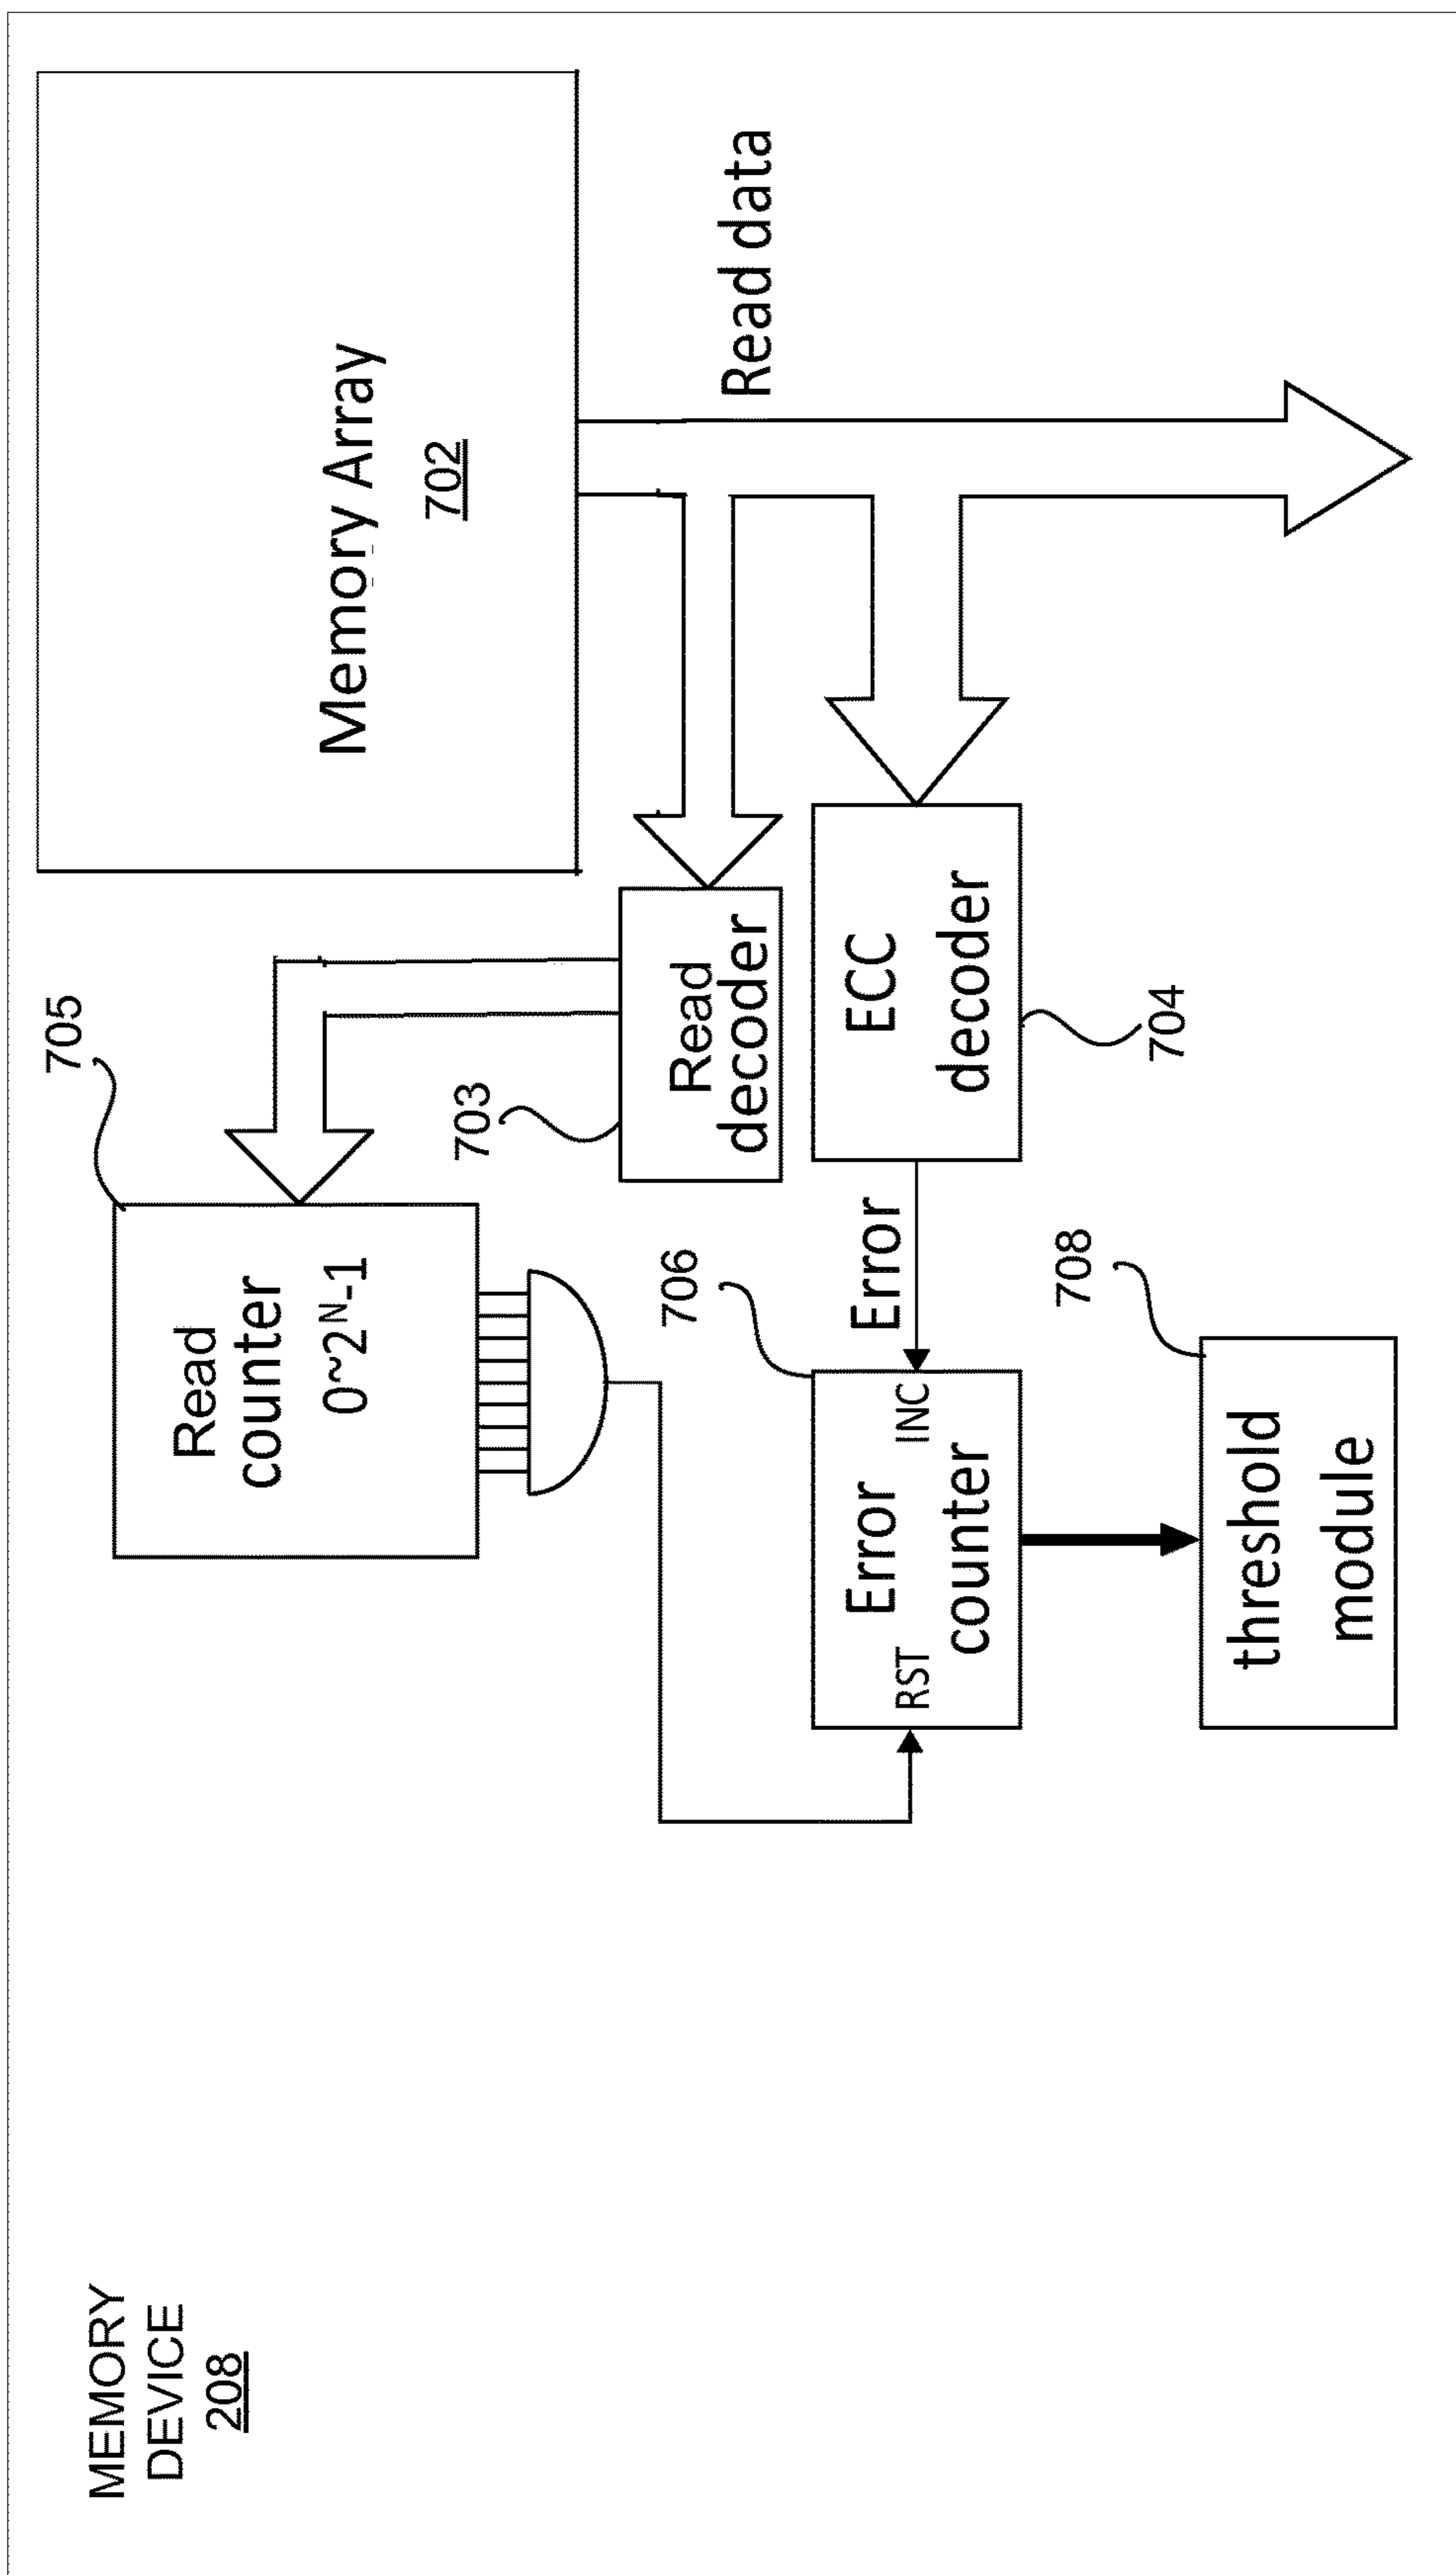 MEMORY
DEVICE
208
705
Read
counter
0~2ᴺ-1
Memory Array
702
703
Read
decoder
Read data
706
Error
ECC
decoder
704
RST
INC
Error
counter
708
threshold
module